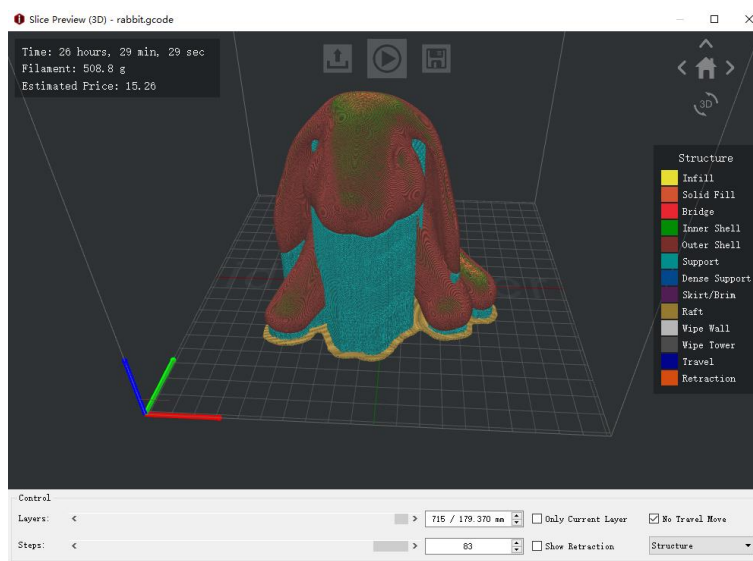 Slice Preview (3D) - rabbit.gcode
Time: 26 hours, 29 min, 29 sec
Filament: 508.8 g
Estimated Price: 15.26
3D
Structure
Infill
Solid Fill
Bridge
Inner Shell
Outer Shell
Support
Dense Support
Skirt/Brim
Raft
Wipe Wall
Wipe Tower
Travel
Retraction
Control
Layers: < > 715 / 179.370 mm Only Current Layer No Travel Move
Steps: < > 83 Show Retraction Structure